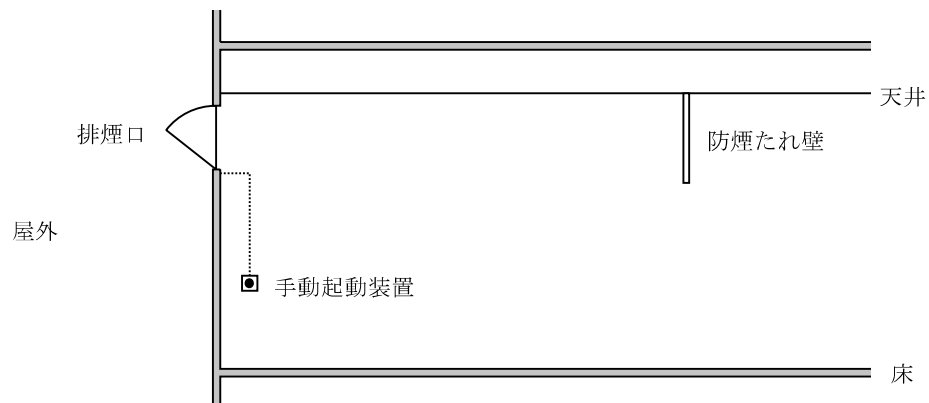 天井
排煙口
防煙たれ壁
屋外
手動起動装置
床